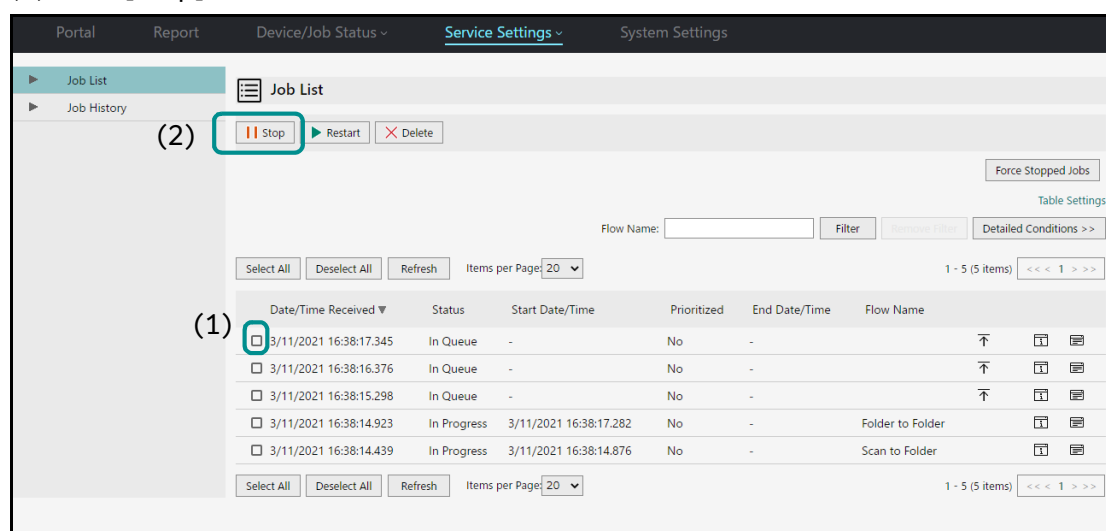 Portal Report Device/Job Status Service Settings System Settings
Job List
Job History
Job List
(2)
Stop Restart Delete
Force Stopped Jobs
Table Settings
Flow Name: Filter Remove Filter Detailed Conditions >>
Select All Deselect All Refresh Items per Page: 20 1 - 5 (5 items) << < 1 > >>
Date/Time Received ▼ Status Start Date/Time Prioritized End Date/Time Flow Name
(1)
3/11/2021 16:38:17.345 In Queue - No -
3/11/2021 16:38:16.376 In Queue - No -
3/11/2021 16:38:15.298 In Queue - No -
3/11/2021 16:38:14.923 In Progress 3/11/2021 16:38:17.282 No - Folder to Folder
3/11/2021 16:38:14.439 In Progress 3/11/2021 16:38:14.876 No - Scan to Folder
Select All Deselect All Refresh Items per Page: 20 1 - 5 (5 items) << < 1 > >>